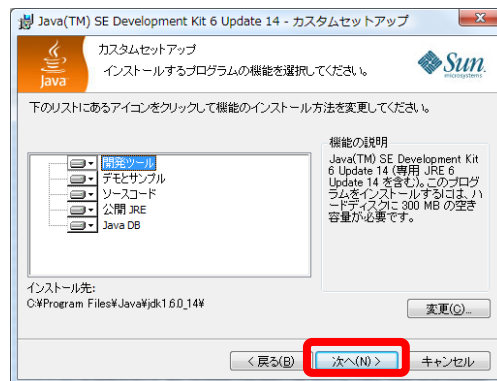 Java(TM) SE Development Kit 6 Update 14 - カスタムセットアップ
カスタムセットアップ
インストールするプログラムの機能を選択してください。
Java
Sun
microsystems
下のリストにあるアイコンをクリックして機能のインストール方法を変更してください。
開発ツール
デモとサンプル
ソースコード
公開 JRE
Java DB
機能の説明
Java(TM) SE Development Kit
6 Update 14 (専用 JRE 6
Update 14 を含む)。このプログ
ラムをインストールするには、ハ
ードディスクに 300 MB の空き
容量が必要です。
インストール先:
C:¥Program Files¥Java¥jdk1.6.0_14¥
変更(C)...
< 戻る(B)
次へ(N) >
キャンセル